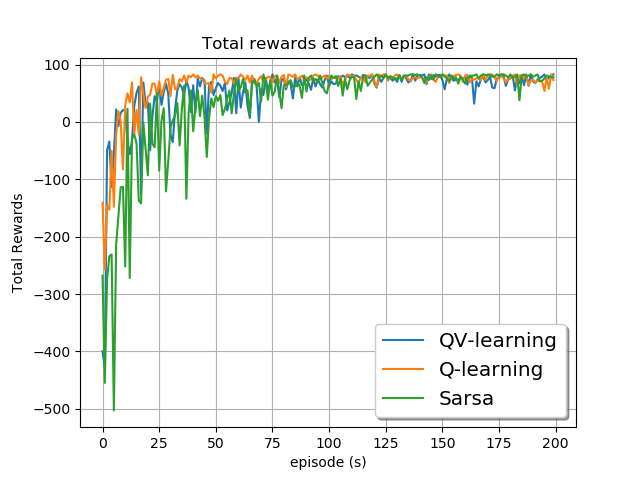 Total rewards at each episode
100
0
−100
−200
−300
−400
−500
Total Rewards
QV-learning
Q-learning
Sarsa
0
25
50
75
100
125
150
175
200
episode (s)